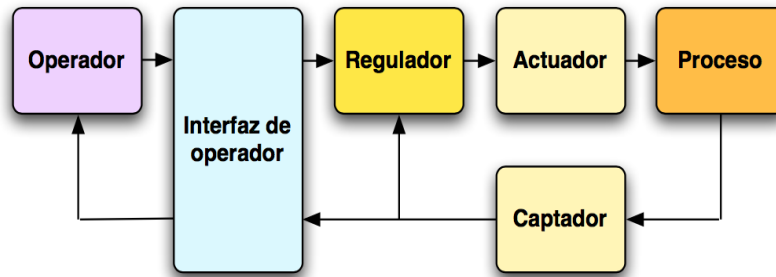 Operador
Interfaz de
operador
Regulador
Actuador
Proceso
Captador